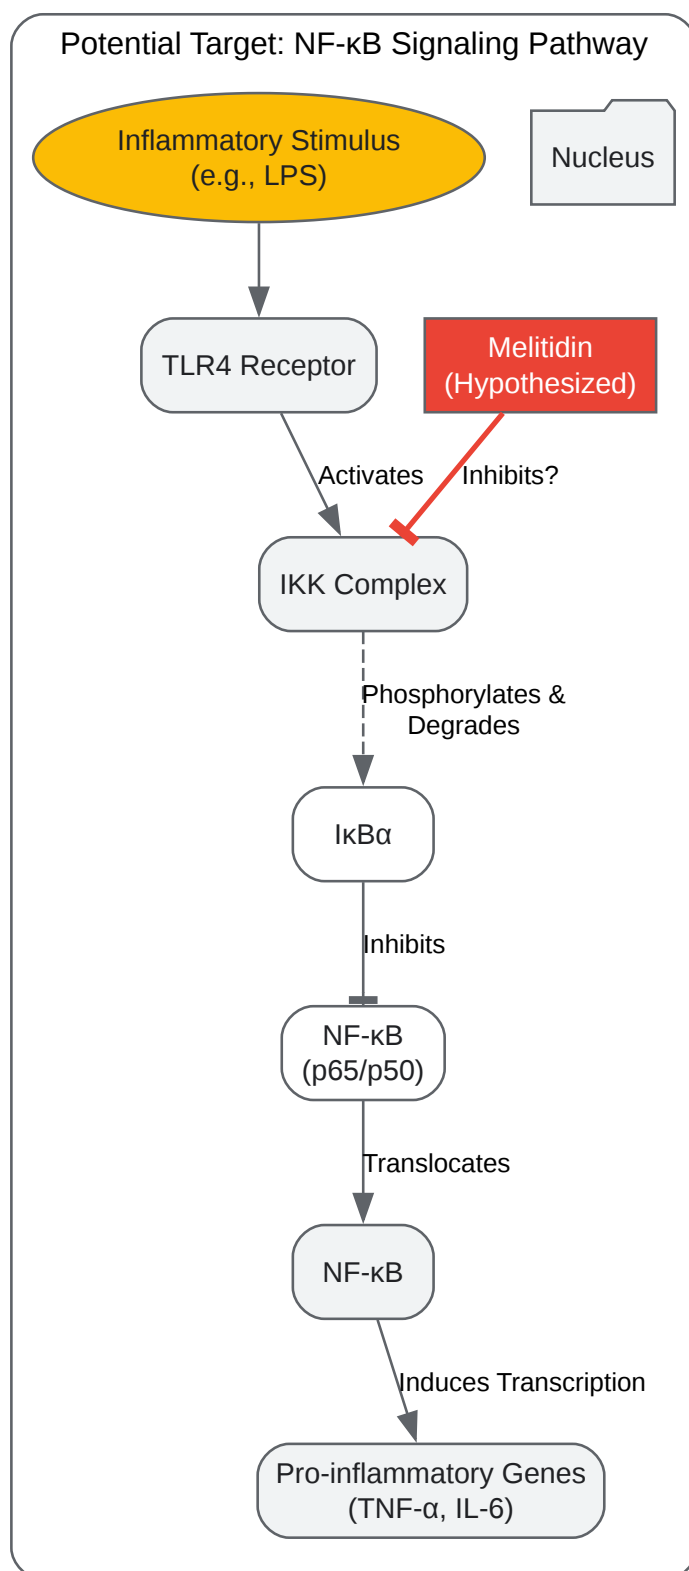 Potential Target: NF-κB Signaling Pathway
Inflammatory Stimulus
(e.g., LPS)
Nucleus
TLR4 Receptor
Melitidin
(Hypothesized)
Activates
Inhibits?
IKK Complex
Phosphorylates &
Degrades
IκBα
Inhibits
NF-κB
(p65/p50)
Translocates
NF-κB
Induces Transcription
Pro-inflammatory Genes
(TNF-α, IL-6)